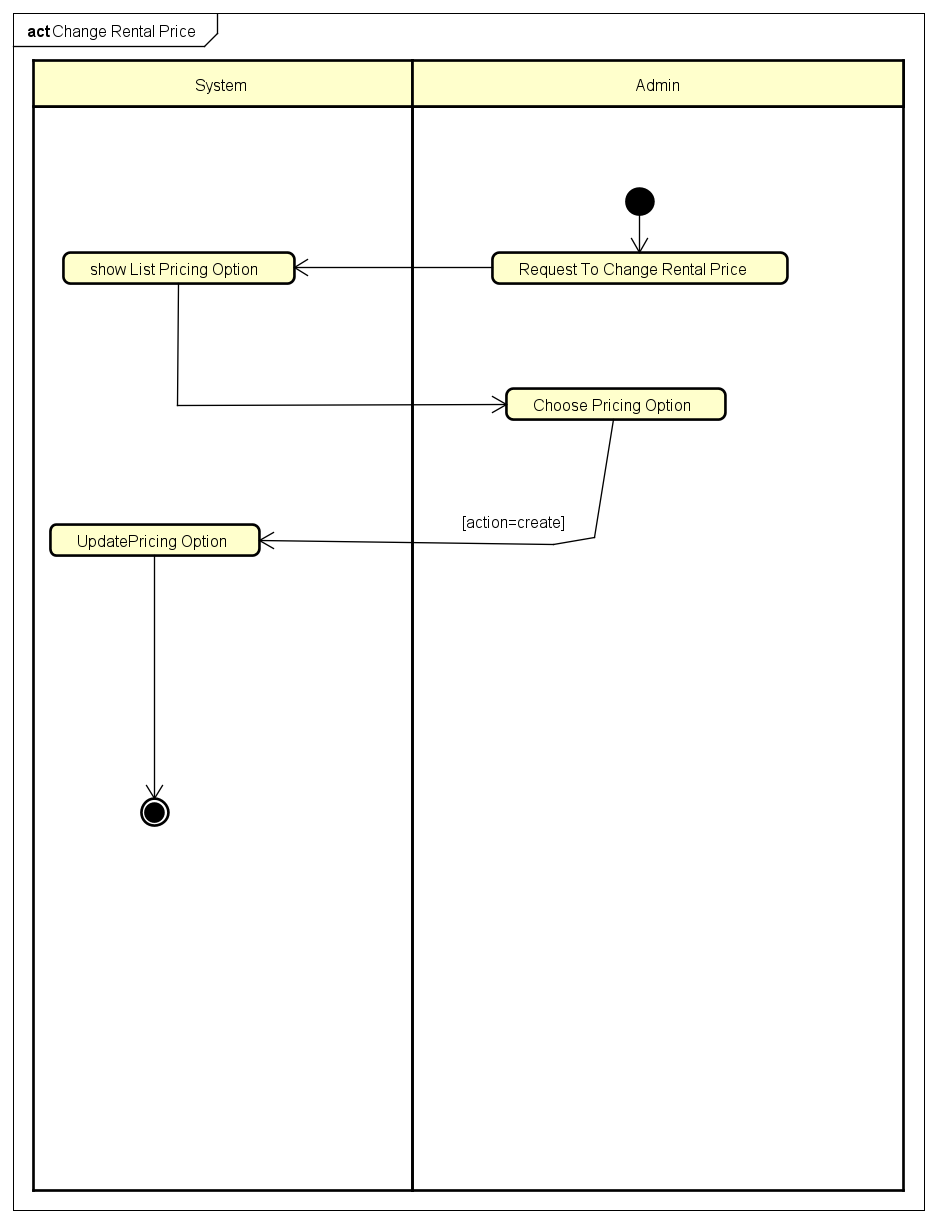 act Change Rental Price
System
Admin
show List Pricing Option
Request To Change Rental Price
Choose Pricing Option
[action=create]
UpdatePricing Option